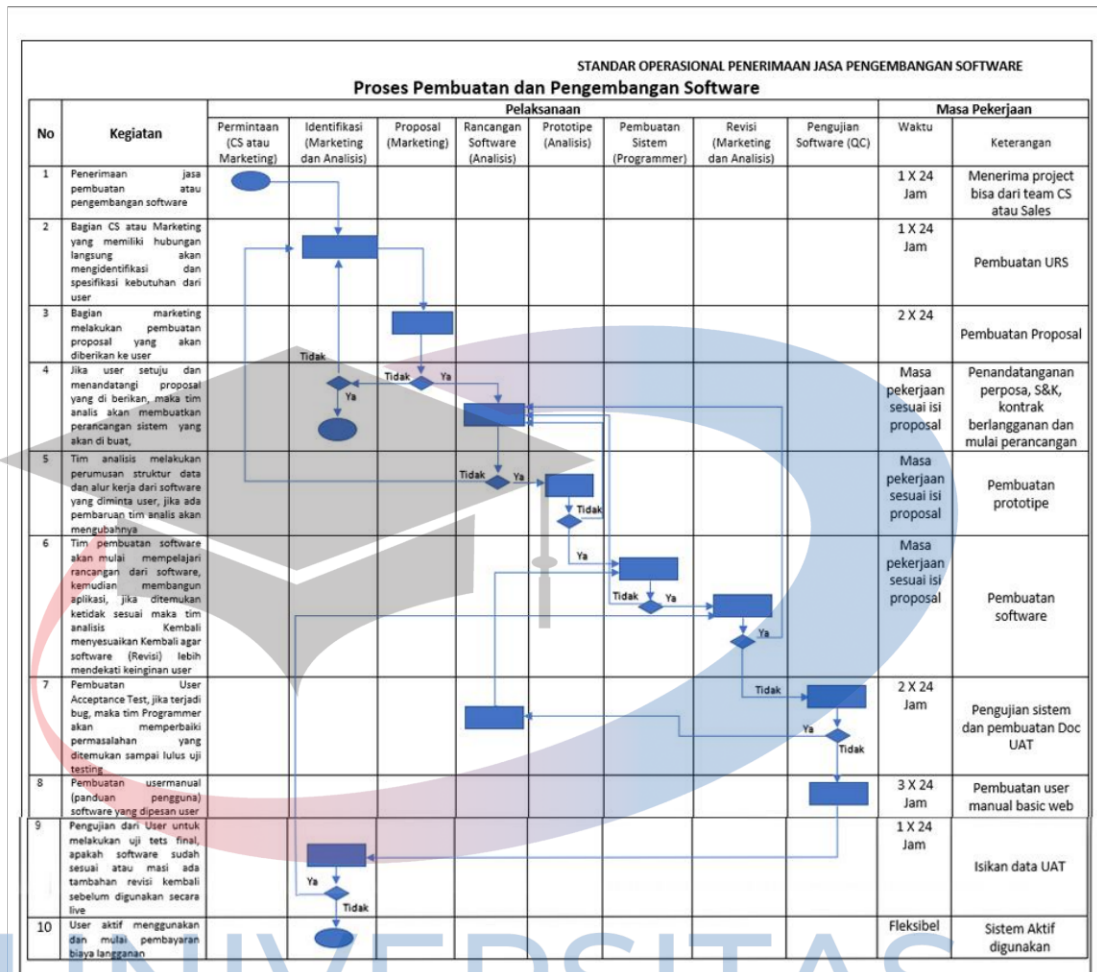 STANDAR OPERASIONAL PENERIMAAN JASA PENGEMBANGAN SOFTWARE
Proses Pembuatan dan Pengembangan Software
No
Kegiatan
Pelaksanaan
Masa Pekerjaan
Permintaan
(CS atau
Marketing)
Identifikasi
(Marketing
dan Analisis)
Proposal
(Marketing)
Rancangan
Software
(Analisis)
Prototipe
(Analisis)
Pembuatan
Sistem
(Programmer)
Revisi
(Marketing
dan Analisis)
Pengujian
Software (QC)
Waktu
Keterangan
1
Penerimaan jasa
pembuatan atau
pengembangan software
1 X 24
Jam
Menerima project
bisa dari team CS
atau Sales
2
Bagian CS atau Marketing
yang memiliki hubungan
langsung akan
mengidentifikasi dan
spesifikasi kebutuhan dari
user
1 X 24
Jam
Pembuatan URS
3
Bagian marketing
melakukan pembuatan
proposal yang akan
diberikan ke user
2 X 24
Pembuatan Proposal
4
Jika user setuju dan
menandatangi proposal
yang di berikan, maka tim
analis akan membuatkan
perancangan sistem yang
akan di buat,
Tidak
Ya
Tidak
Ya
Masa
pekerjaan
sesuai isi
proposal
Penandatanganan
perposa, S&K,
kontrak
berlangganan dan
mulai perancangan
5
Tim analisis melakukan
perumusan struktur data
dan alur kerja dari software
yang diminta user, jika ada
pembaruan tim analis akan
mengubahnya
Tidak
Ya
Tidak
Masa
pekerjaan
sesuai isi
proposal
Pembuatan
prototipe
6
Tim pembuatan software
akan mulai mempelajari
rancangan dari software,
kemudian membangun
aplikasi, jika ditemukan
ketidak sesuai maka tim
analisis Kembali
menyesuaikan Kembali agar
software (Revisi) lebih
mendekati keinginan user
Ya
Tidak
Ya
Ya
Masa
pekerjaan
sesuai isi
proposal
Pembuatan
software
7
Pembuatan User
Acceptance Test, jika terjadi
bug, maka tim Programmer
akan memperbaiki
permasalahan yang
ditemukan sampai lulus uji
testing
Tidak
Ya
Tidak
2 X 24
Jam
Pengujian sistem
dan pembuatan Doc
UAT
8
Pembuatan usermanual
(panduan pengguna)
software yang dipesan user
3 X 24
Jam
Pembuatan user
manual basic web
9
Pengujian dari User untuk
melakukan uji tets final,
apakah software sudah
sesuai atau masi ada
tambahan revisi kembali
sebelum digunakan secara
live
Ya
Tidak
1 X 24
Jam
Isikan data UAT
10
User aktif menggunakan
dan mulai pembayaran
biaya langganan
Fleksibel
Sistem Aktif
digunakan
UNIVERSITAS